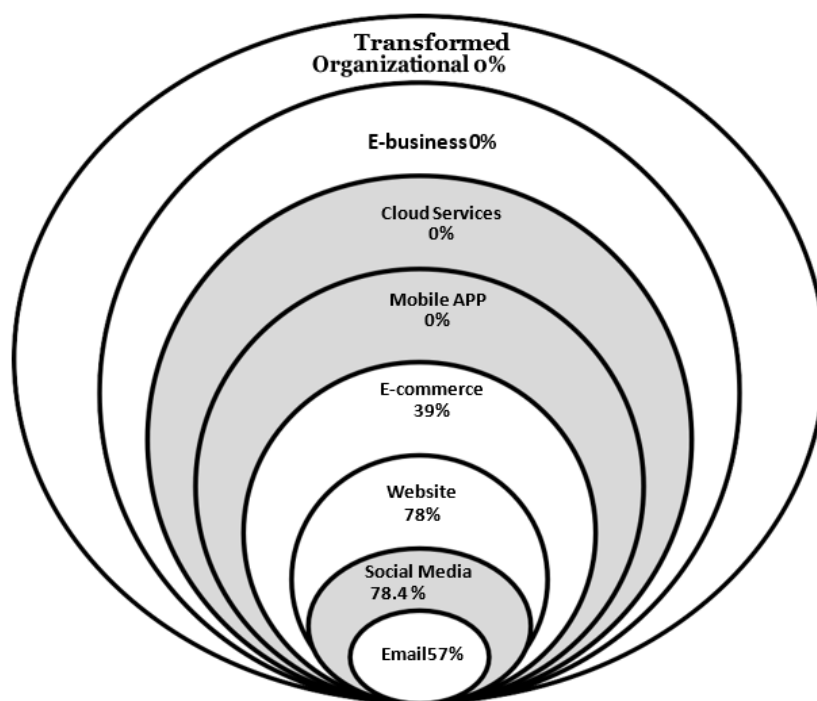 Transformed
Organizational 0%
E-business0%
Cloud Services
0%
Mobile APP
0%
E-commerce
39%
Website
78%
Social Media
78.4 %
Email57%